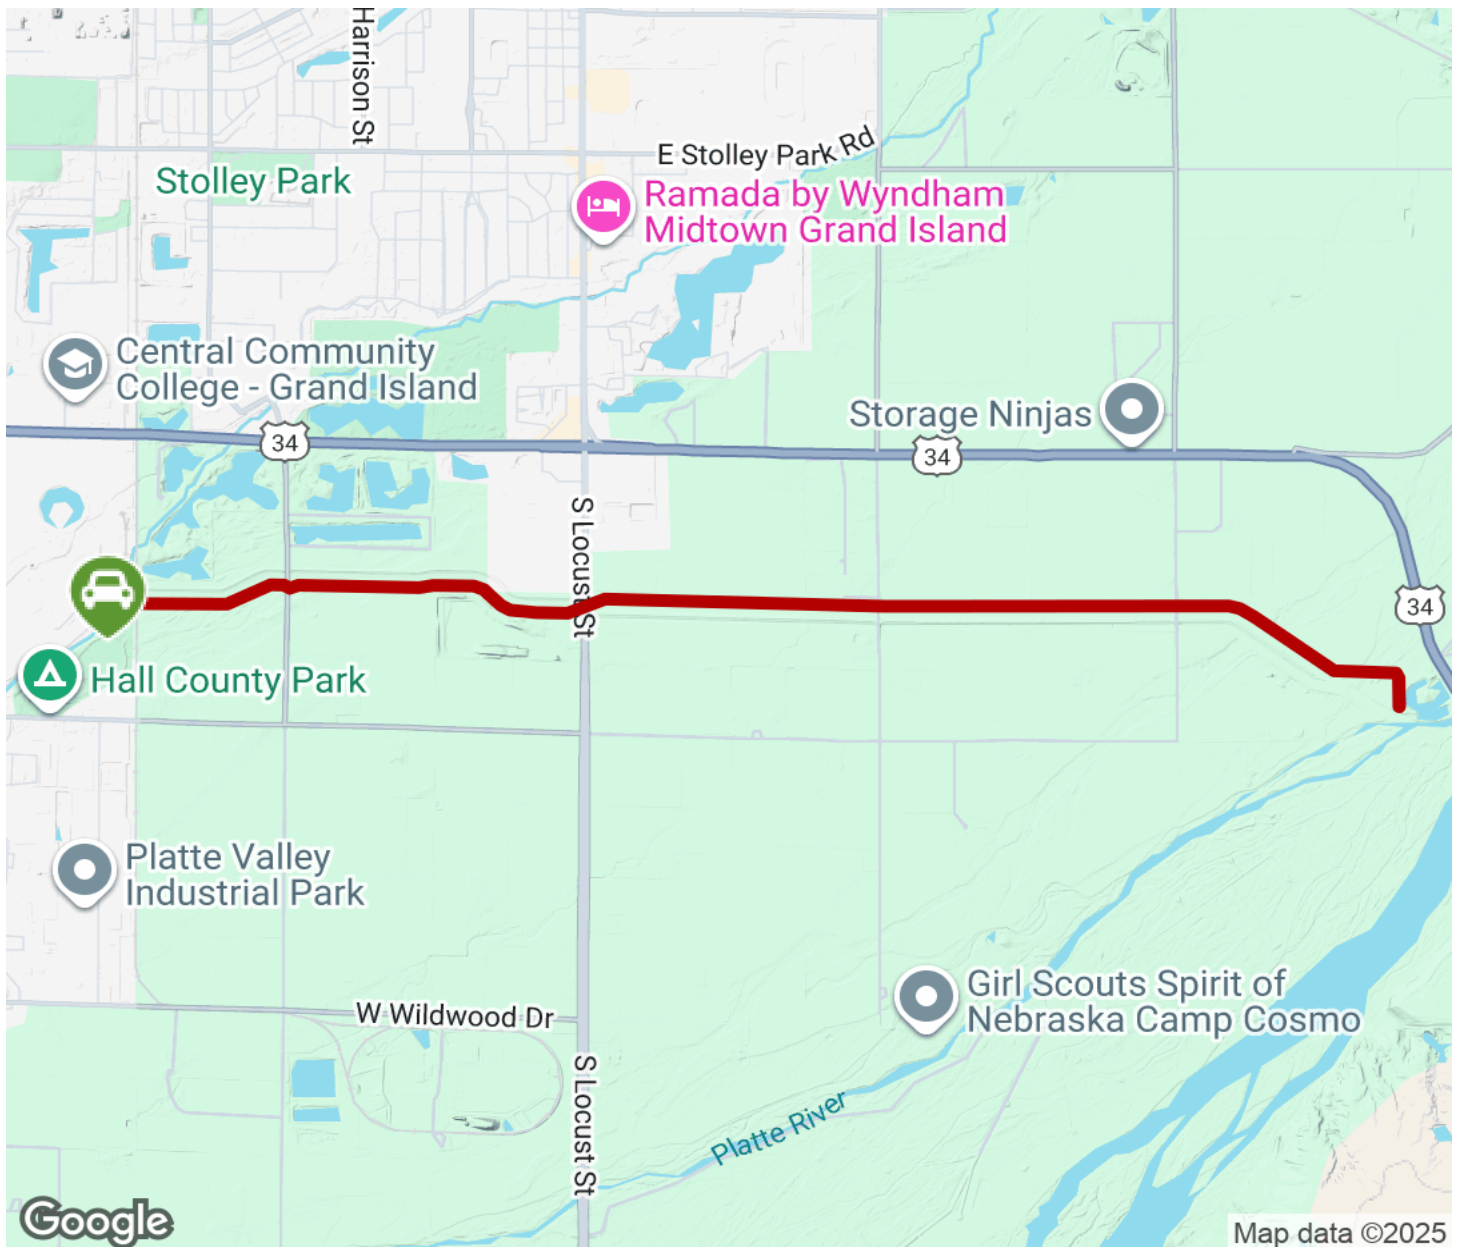 Harrison St
E Stolley Park Rd
Stolley Park
Ramada by Wyndham
Midtown Grand Island
Central Community
College - Grand Island
Storage Ninjas
34
34
S Locust St
34
Hall County Park
Platte Valley
Industrial Park
Girl Scouts Spirit of
Nebraska Camp Cosmo
W Wildwood Dr
S Locust St
Platte River
Google
Map data ©2025